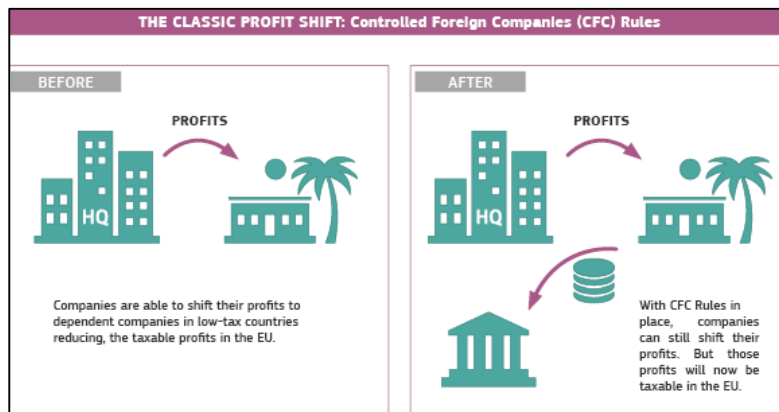 THE CLASSIC PROFIT SHIFT: Controlled Foreign Companies (CFC) Rules
BEFORE
PROFITS
HQ
Companies are able to shift their profits to
dependent companies in low-tax countries
reducing, the taxable profits in the EU.
AFTER
PROFITS
HQ
With CFC Rules in
place, companies
can still shift their
profits. But those
profits will now be
taxable in the EU.